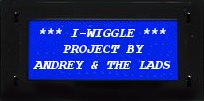 *** I-WIGGLE ***
PROJECT BY
ANDREY & THE LADS